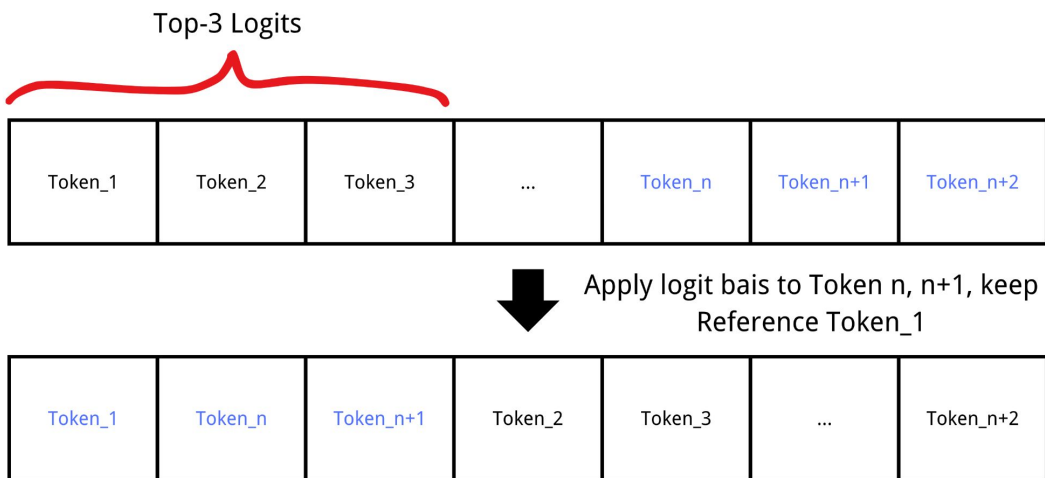 Top-3 Logits
Token_1 Token_2 Token_3 ... Token_n Token_n+1 Token_n+2
Apply logit bais to Token n, n+1, keep
Reference Token_1
Token_1 Token_n Token_n+1 Token_2 Token_3 ... Token_n+2